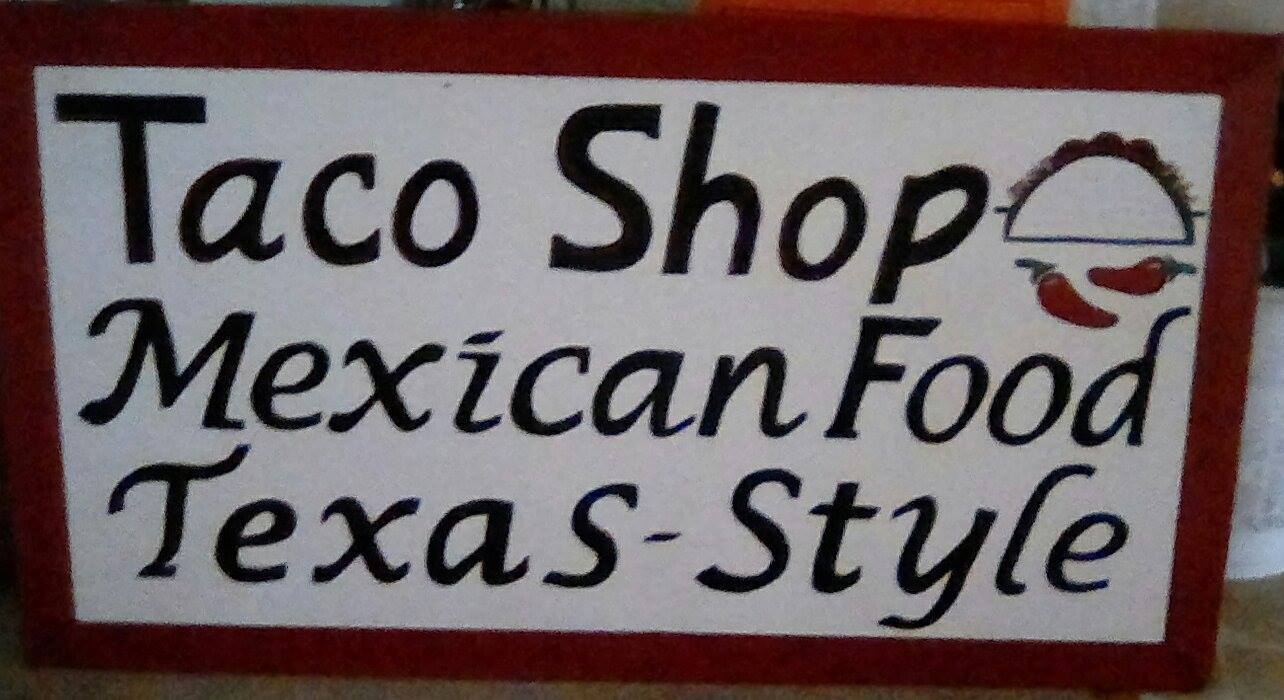 Taco Shop
Mexican Food
Texas-Style